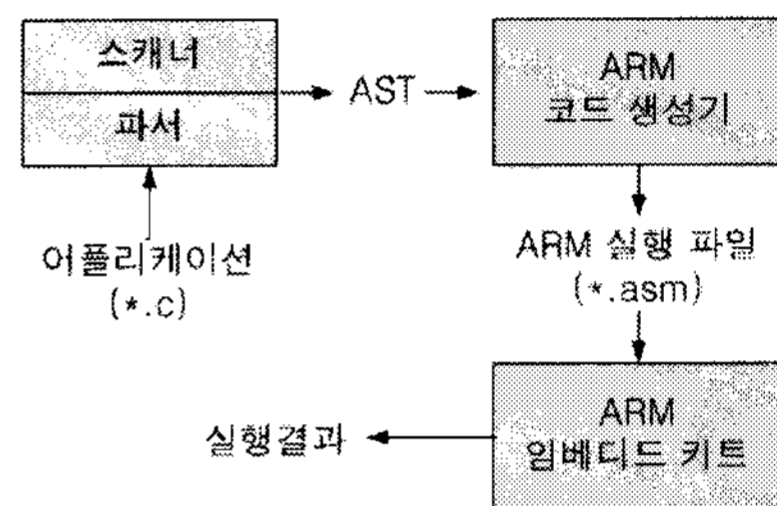 스캐너
파서
어플리케이션
(*.c)
AST
ARM
코드 생성기
ARM 실행 파일
(*.asm)
ARM
임베디드 키트
실행결과